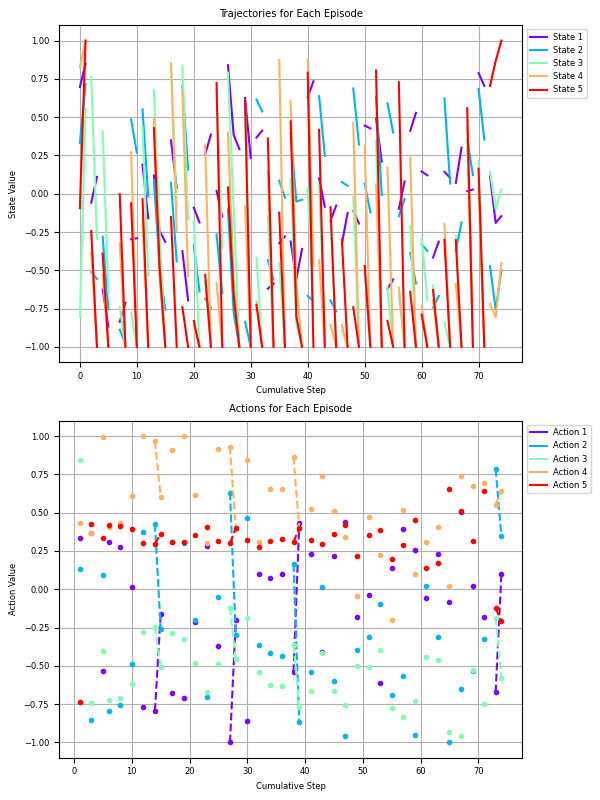 Trajectories for Each Episode
1.00
0.75
0.50
0.25
0.00
−0.25
−0.50
−0.75
−1.00
State Value
0 10 20 30 40 50 60 70
Cumulative Step
State 1
State 2
State 3
State 4
State 5
Actions for Each Episode
1.00
0.75
0.50
0.25
0.00
−0.25
−0.50
−0.75
−1.00
Action Value
0 10 20 30 40 50 60 70
Cumulative Step
Action 1
Action 2
Action 3
Action 4
Action 5